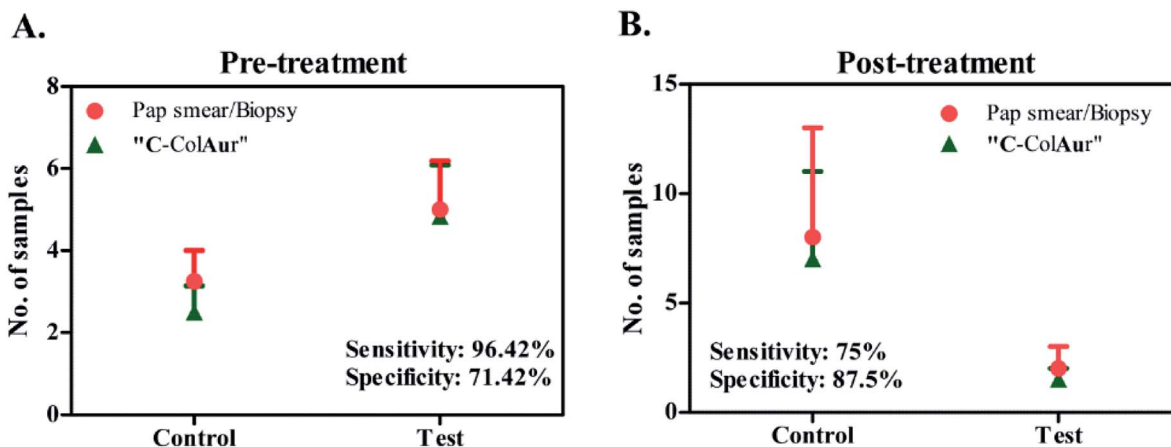 A.
Pre-treatment
8
6
4
2
0
No. of samples
Pap smear/Biopsy
"C-ColAur"
Sensitivity: 96.42%
Specificity: 71.42%
Control
Test
B.
Post-treatment
15
10
5
0
No. of samples
Pap smear/Biopsy
"C-ColAur"
Sensitivity: 75%
Specificity: 87.5%
Control
Test